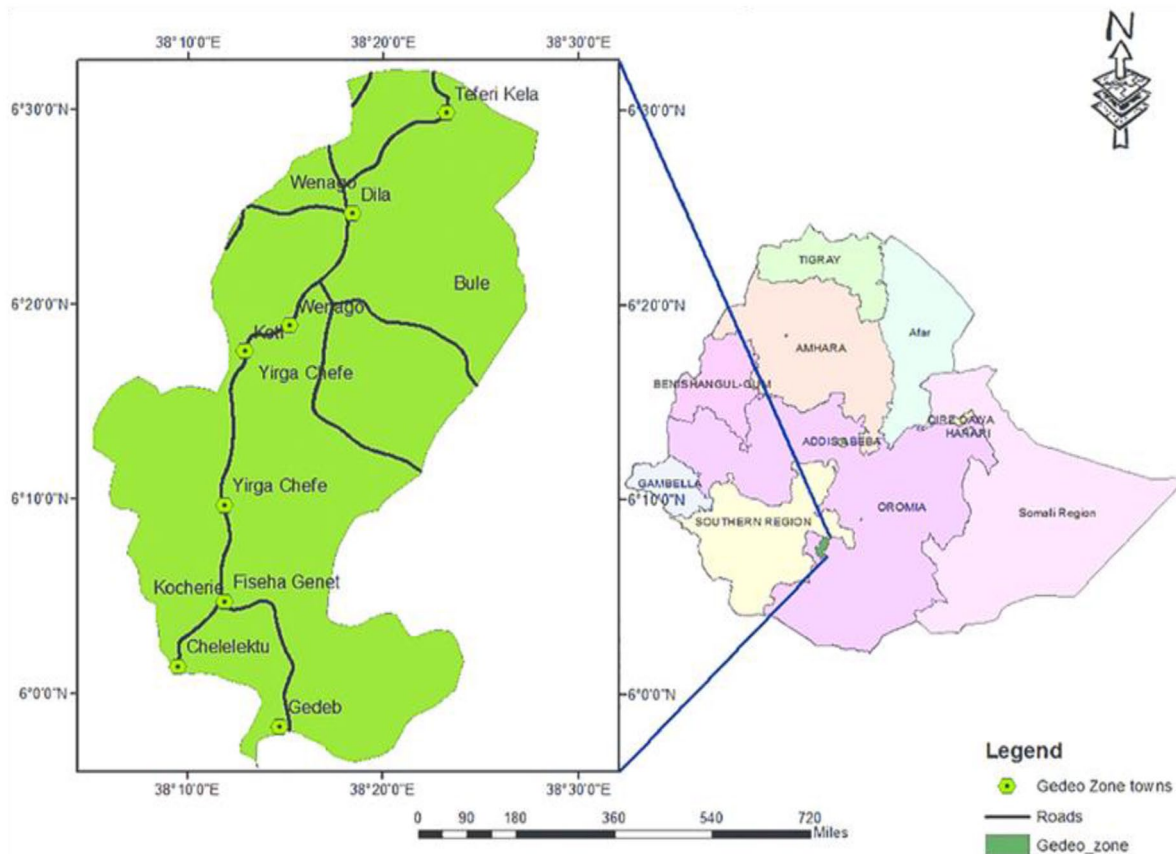 38°10'0"E 38°20'0"E 38°30'0"E
N
6°30'0"N
6°30'0"N
Teferi Kela
Wenago
Dila
6°20'0"N
6°20'0"N
Bule
Wenago
Koti
Yirga Chefe
6°10'0"N
6°10'0"N
Yirga Chefe
Kocherie
Fiseha Genet
Chelelektu
6°0'0"N
6°0'0"N
Gedeb
38°10'0"E 38°20'0"E 38°30'0"E
TIGRAY
Afar
AMHARA
BENISHANGUL-GUM
DIRE DAWA
HARARI
ADDIS ABEBA
GAMBELLA
OROMIA
Somali Region
SOUTHERN REGION
0 90 180 360 540 720
Miles
Legend
Gedeo Zone towns
Roads
Gedeo_zone